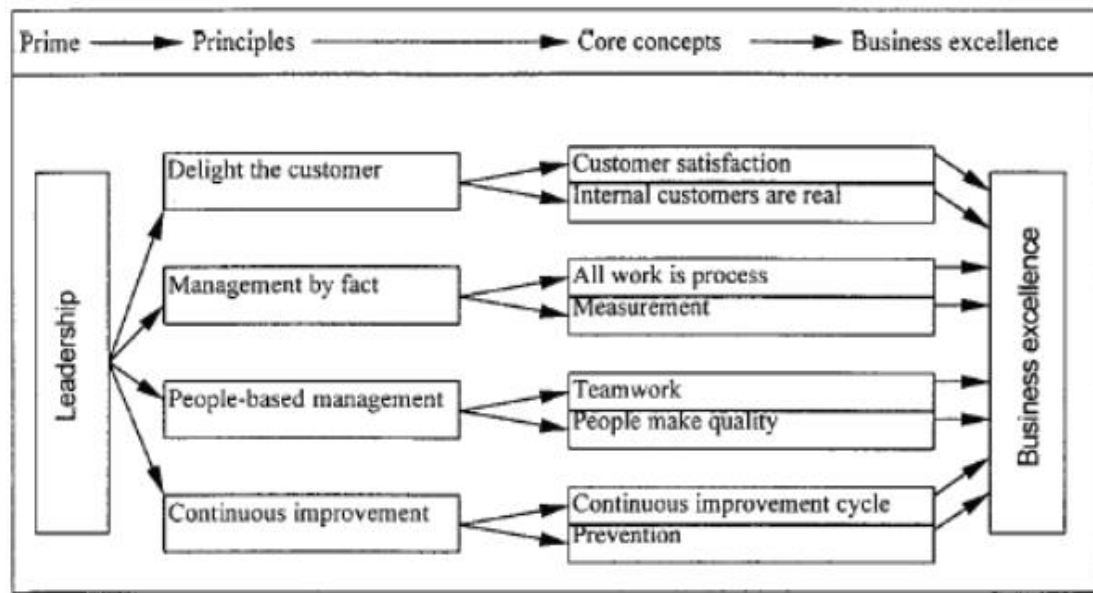 Prime Principles Core concepts Business excellence
Leadership
Delight the customer
Customer satisfaction
Internal customers are real
Management by fact
All work is process
Measurement
People-based management
Teamwork
People make quality
Continuous improvement
Continuous improvement cycle
Prevention
Business excellence